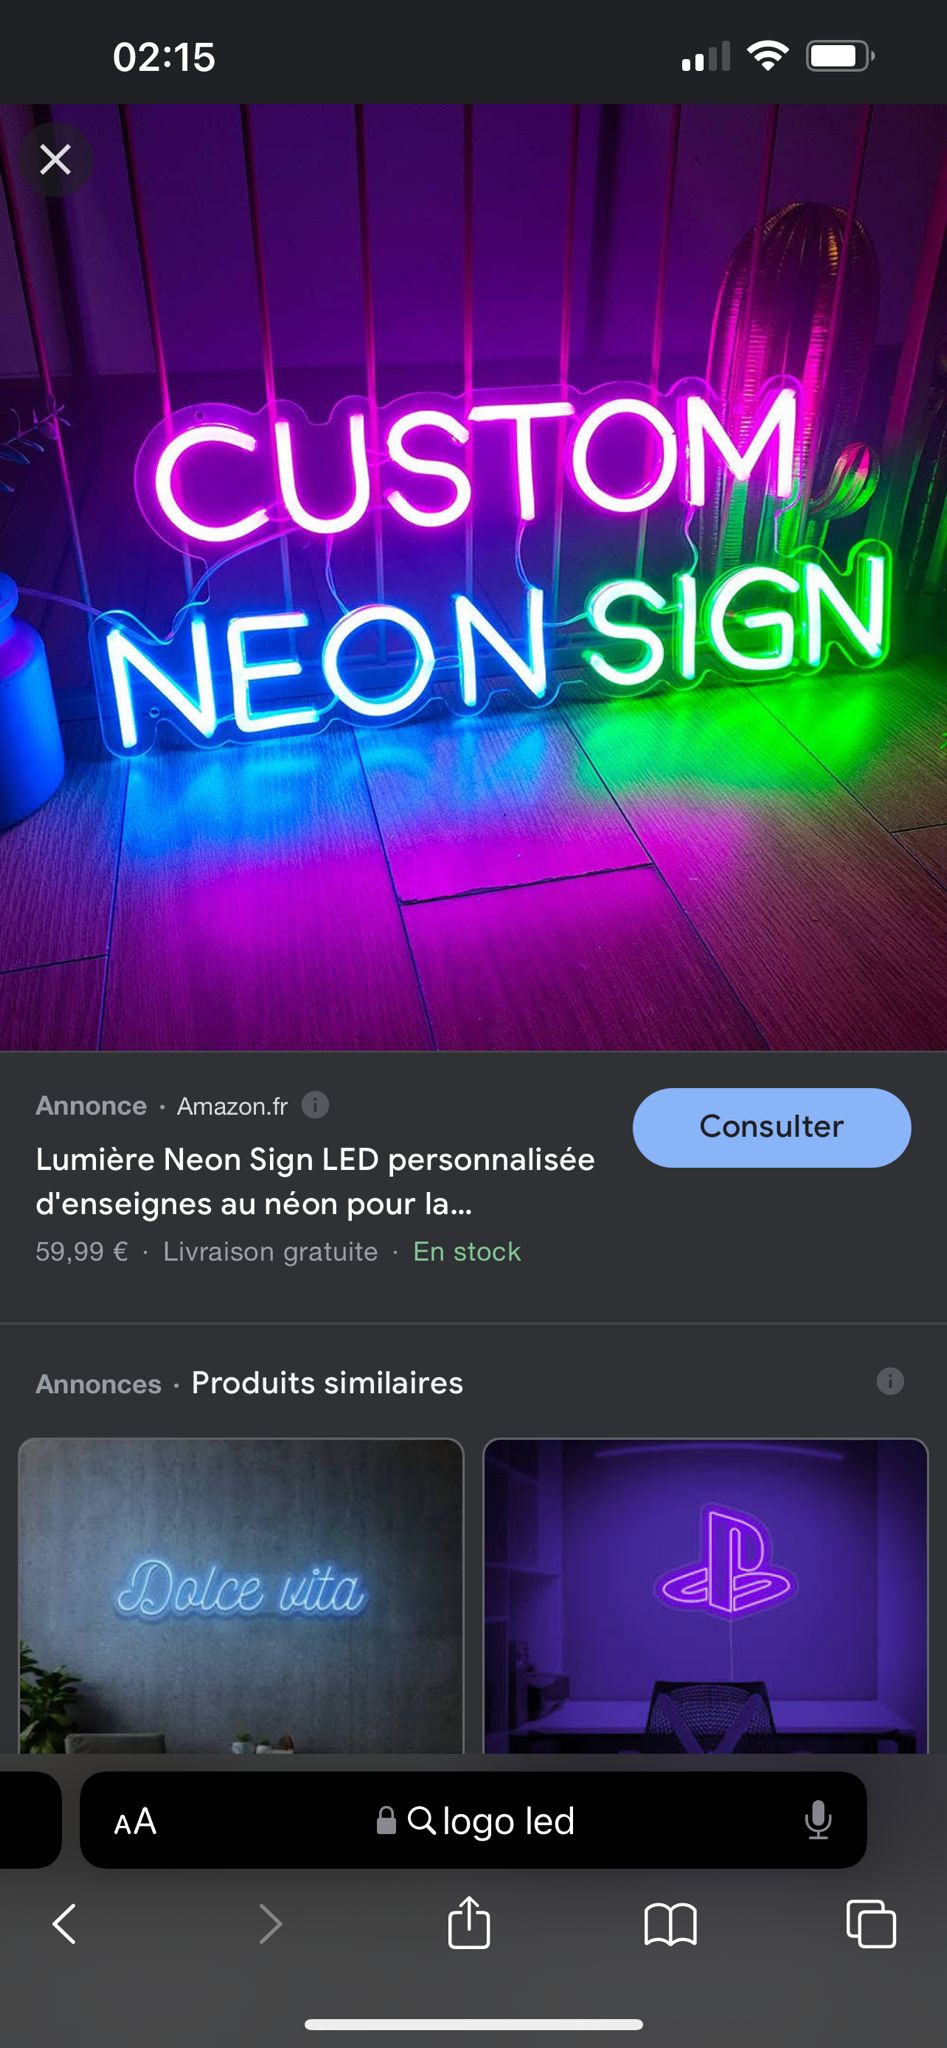 02:15
CUSTOM
NEON SIGN
Annonce · Amazon.fr
Consulter
Lumière Neon Sign LED personnalisée
d'enseignes au néon pour la...
59,99 € · Livraison gratuite · En stock
Annonces · Produits similaires
Dolce vita
AA
logo led